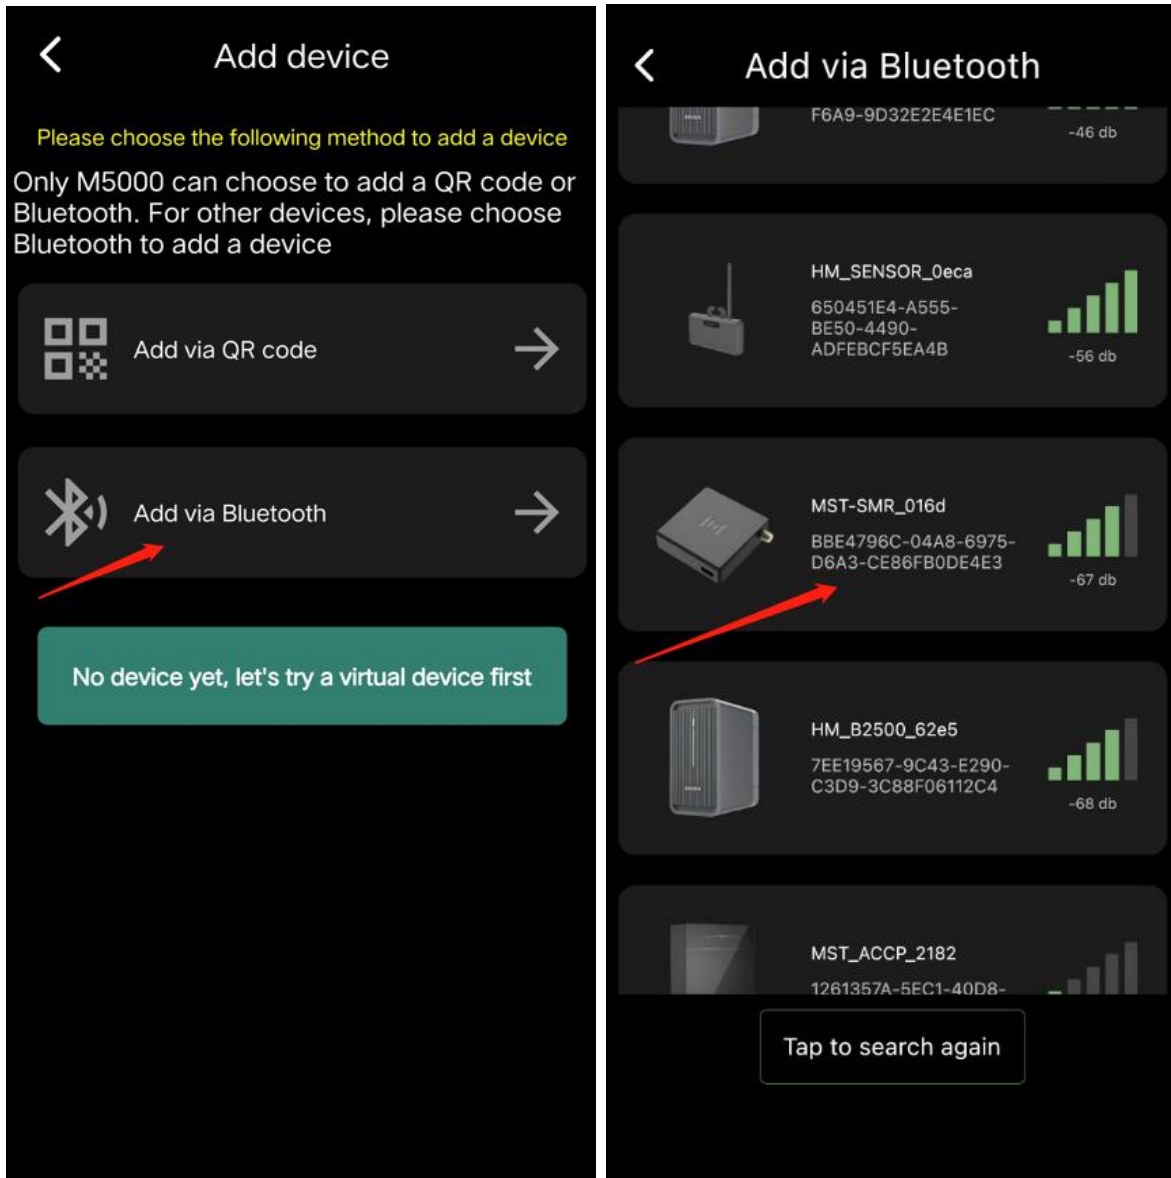 Add device
Please choose the following method to add a device
Only M5000 can choose to add a QR code or
Bluetooth. For other devices, please choose
Bluetooth to add a device
Add via QR code
Add via Bluetooth
No device yet, let's try a virtual device first
Add via Bluetooth
F6A9-9D32E2E4E1EC
-46 db
HM_SENSOR_0eca
650451E4-A555-
BE50-4490-
ADFEBCF5EA4B
-56 db
MST-SMR_016d
BBE4796C-04A8-6975-
D6A3-CE86FB0DE4E3
-67 db
HM_B2500_62e5
7EE19567-9C43-E290-
C3D9-3C88F06112C4
-68 db
MST_ACCP_2182
1261357A-5EC1-40D8-
Tap to search again